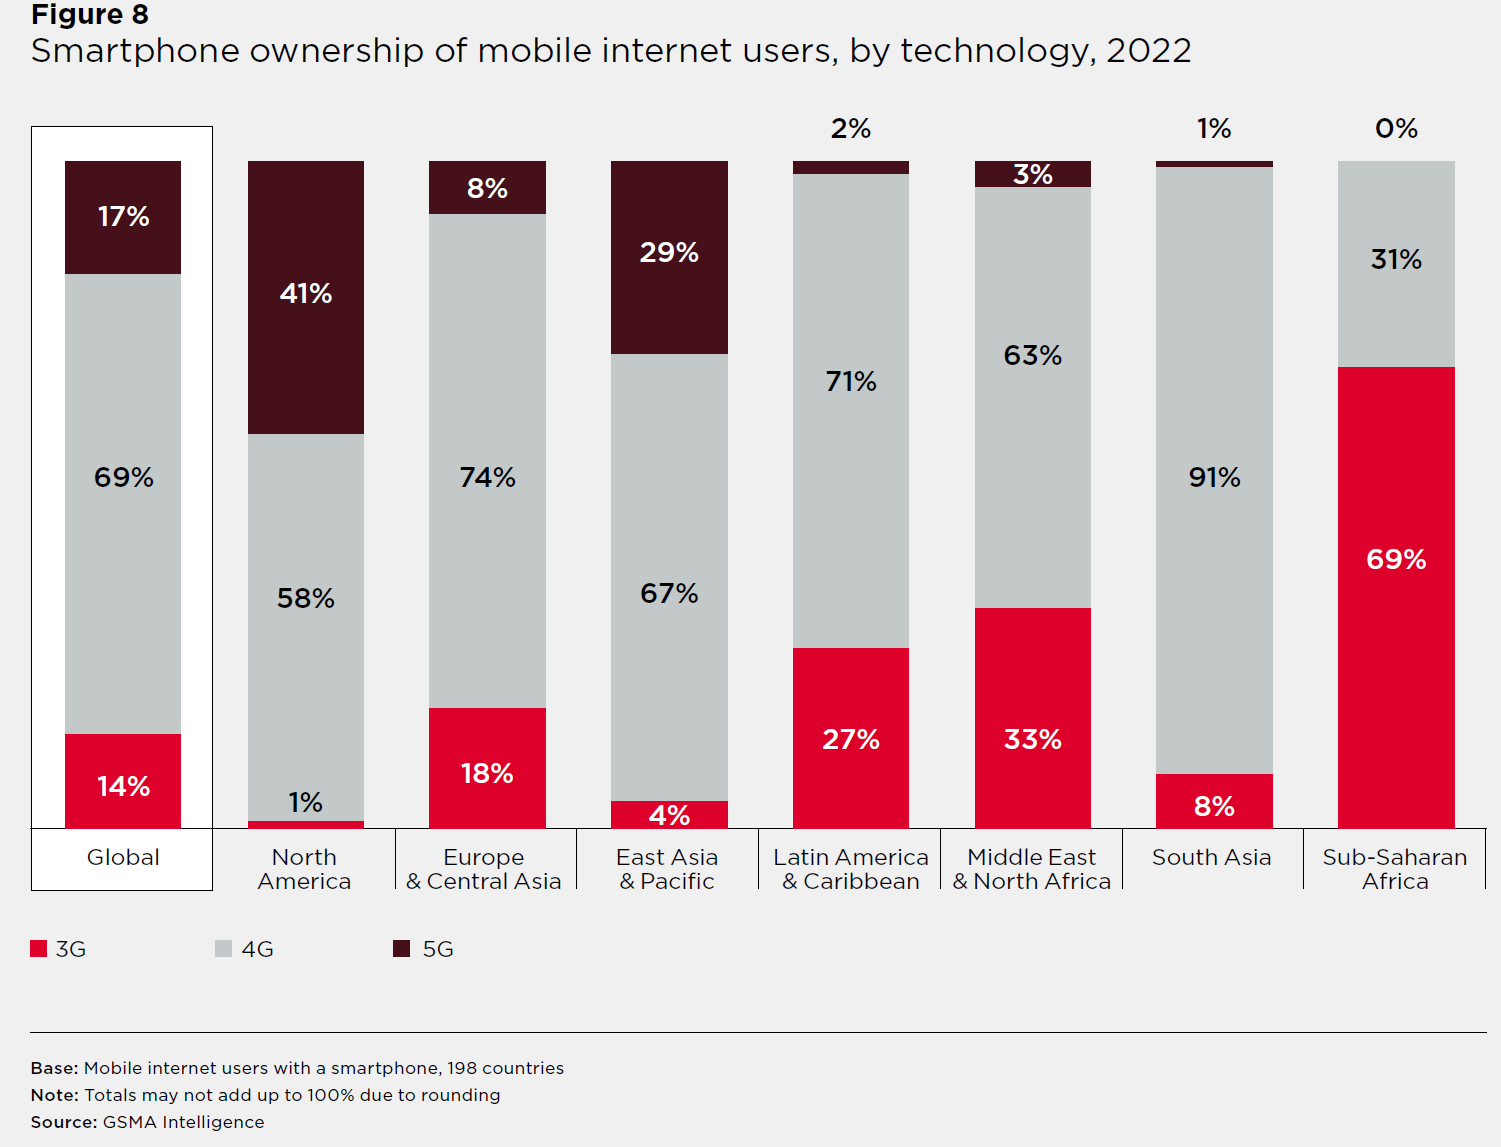 Figure 8
Smartphone ownership of mobile internet users, by technology, 2022
2%
1%
0%
17%
41%
8%
29%
3%
31%
69%
58%
74%
67%
71%
63%
91%
69%
14%
1%
18%
4%
27%
33%
8%
Global
North
America
Europe
& Central Asia
East Asia
& Pacific
Latin America
& Caribbean
Middle East
& North Africa
South Asia
Sub-Saharan
Africa
3G
4G
5G
Base: Mobile internet users with a smartphone, 198 countries
Note: Totals may not add up to 100% due to rounding
Source: GSMA Intelligence